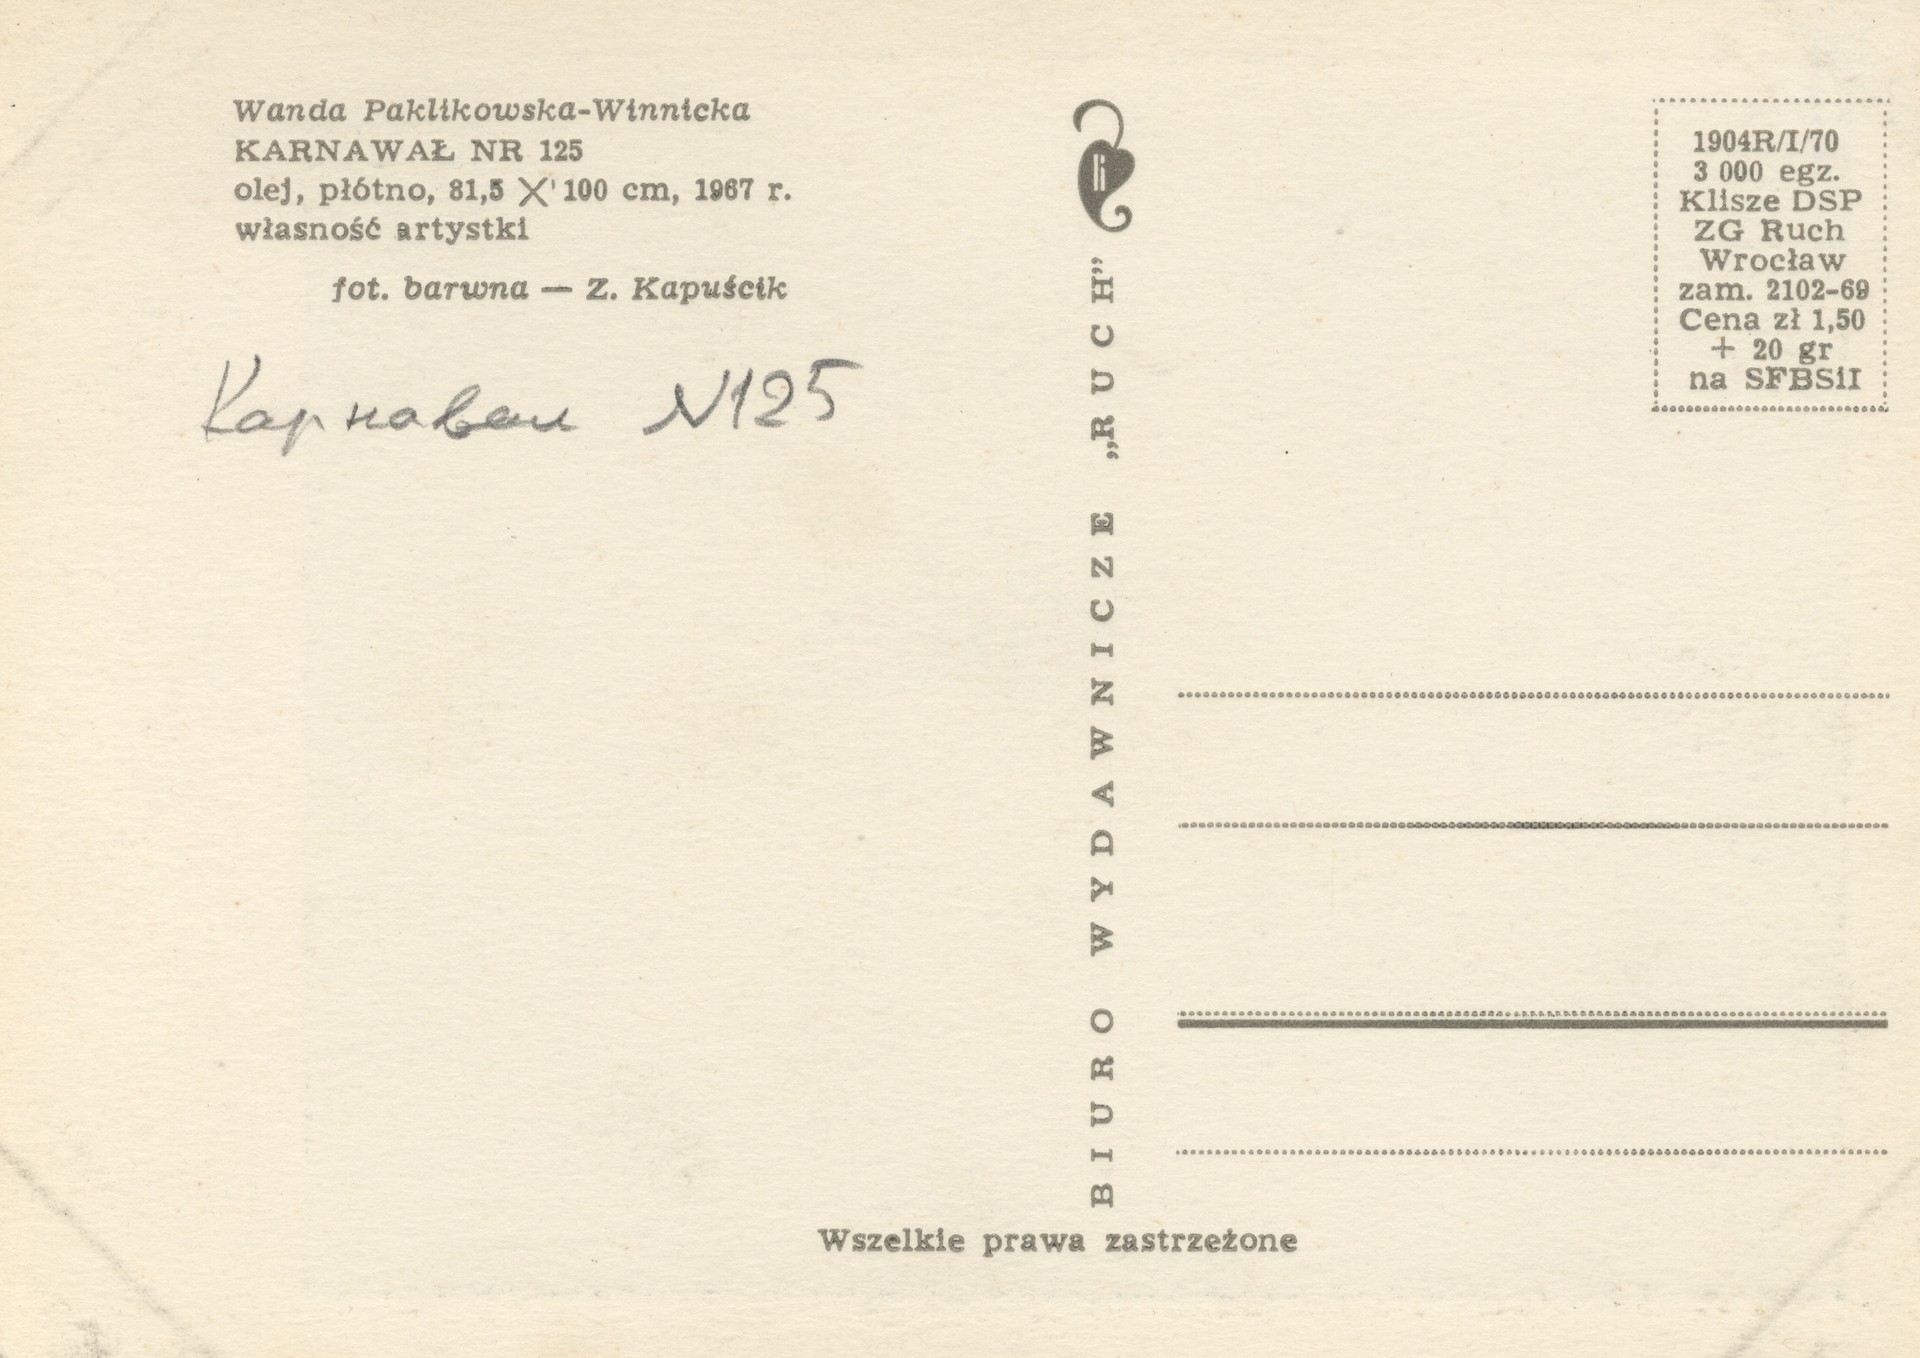 Wanda Paklikowska-Winnicka
KARNAWAŁ NR 125
olej, płótno, 81,5 X 100 cm, 1967 r.
własność artystki
fot. barwna — Z. Kapuścik
Карнавал N125
BIURO WYDAWNICZE „RUCH”
1904R/I/70
3 000 egz.
Klisze DSP
ZG Ruch
Wrocław
zam. 2102-69
Cena zł 1,50
+ 20 gr
na SFBSiI
Wszelkie prawa zastrzeżone